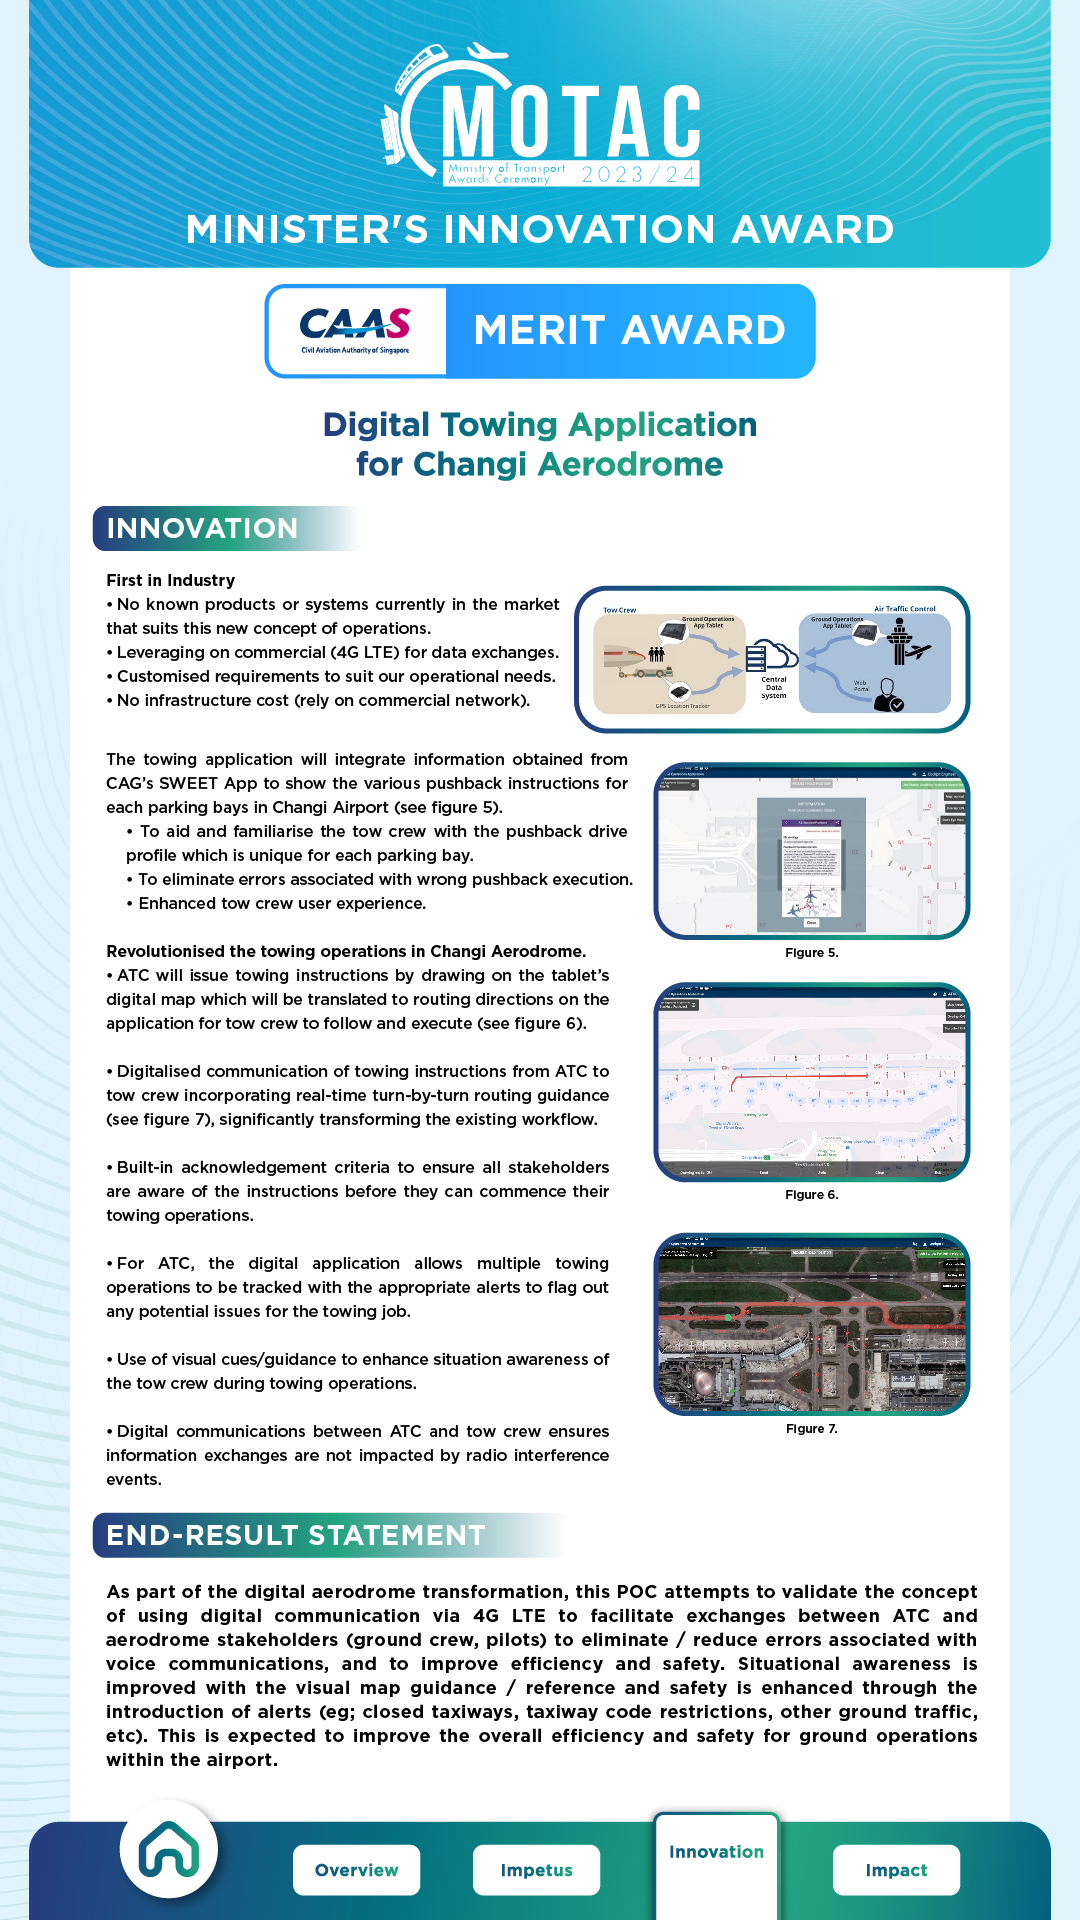 MOTAC
Ministry of Transport
Awards Ceremony 2023/24
MINISTER'S INNOVATION AWARD
CAAS
Civil Aviation Authority of Singapore
MERIT AWARD
Digital Towing Application
for Changi Aerodrome
INNOVATION
First in Industry
• No known products or systems currently in the market
that suits this new concept of operations.
• Leveraging on commercial (4G LTE) for data exchanges.
• Customised requirements to suit our operational needs.
• No infrastructure cost (rely on commercial network).
Tow Crew
Ground Operations
App Tablet
GPS Location Tracker
Central
Data
System
Air Traffic Control
Ground Operations
App Tablet
Web
Portal
The towing application will integrate information obtained from
CAG's SWEET App to show the various pushback instructions for
each parking bays in Changi Airport (see figure 5).
• To aid and familiarise the tow crew with the pushback drive
profile which is unique for each parking bay.
• To eliminate errors associated with wrong pushback execution.
• Enhanced tow crew user experience.
Figure 5.
Revolutionised the towing operations in Changi Aerodrome.
• ATC will issue towing instructions by drawing on the tablet's
digital map which will be translated to routing directions on the
application for tow crew to follow and execute (see figure 6).
• Digitalised communication of towing instructions from ATC to
tow crew incorporating real-time turn-by-turn routing guidance
(see figure 7), significantly transforming the existing workflow.
• Built-in acknowledgement criteria to ensure all stakeholders
are aware of the instructions before they can commence their
towing operations.
Figure 6.
• For ATC, the digital application allows multiple towing
operations to be tracked with the appropriate alerts to flag out
any potential issues for the towing job.
• Use of visual cues/guidance to enhance situation awareness of
the tow crew during towing operations.
• Digital communications between ATC and tow crew ensures
information exchanges are not impacted by radio interference
events.
Figure 7.
END-RESULT STATEMENT
As part of the digital aerodrome transformation, this POC attempts to validate the concept
of using digital communication via 4G LTE to facilitate exchanges between ATC and
aerodrome stakeholders (ground crew, pilots) to eliminate / reduce errors associated with
voice communications, and to improve efficiency and safety. Situational awareness is
improved with the visual map guidance / reference and safety is enhanced through the
introduction of alerts (eg; closed taxiways, taxiway code restrictions, other ground traffic,
etc). This is expected to improve the overall efficiency and safety for ground operations
within the airport.
Overview
Impetus
Innovation
Impact